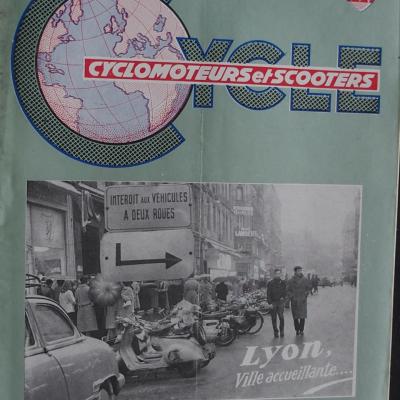 CYCLE
CYCLOMOTEURS et SCOOTERS
INTERDIT AUX VÉHICULES
A DEUX ROUES
Lyon,
Ville accueillante....